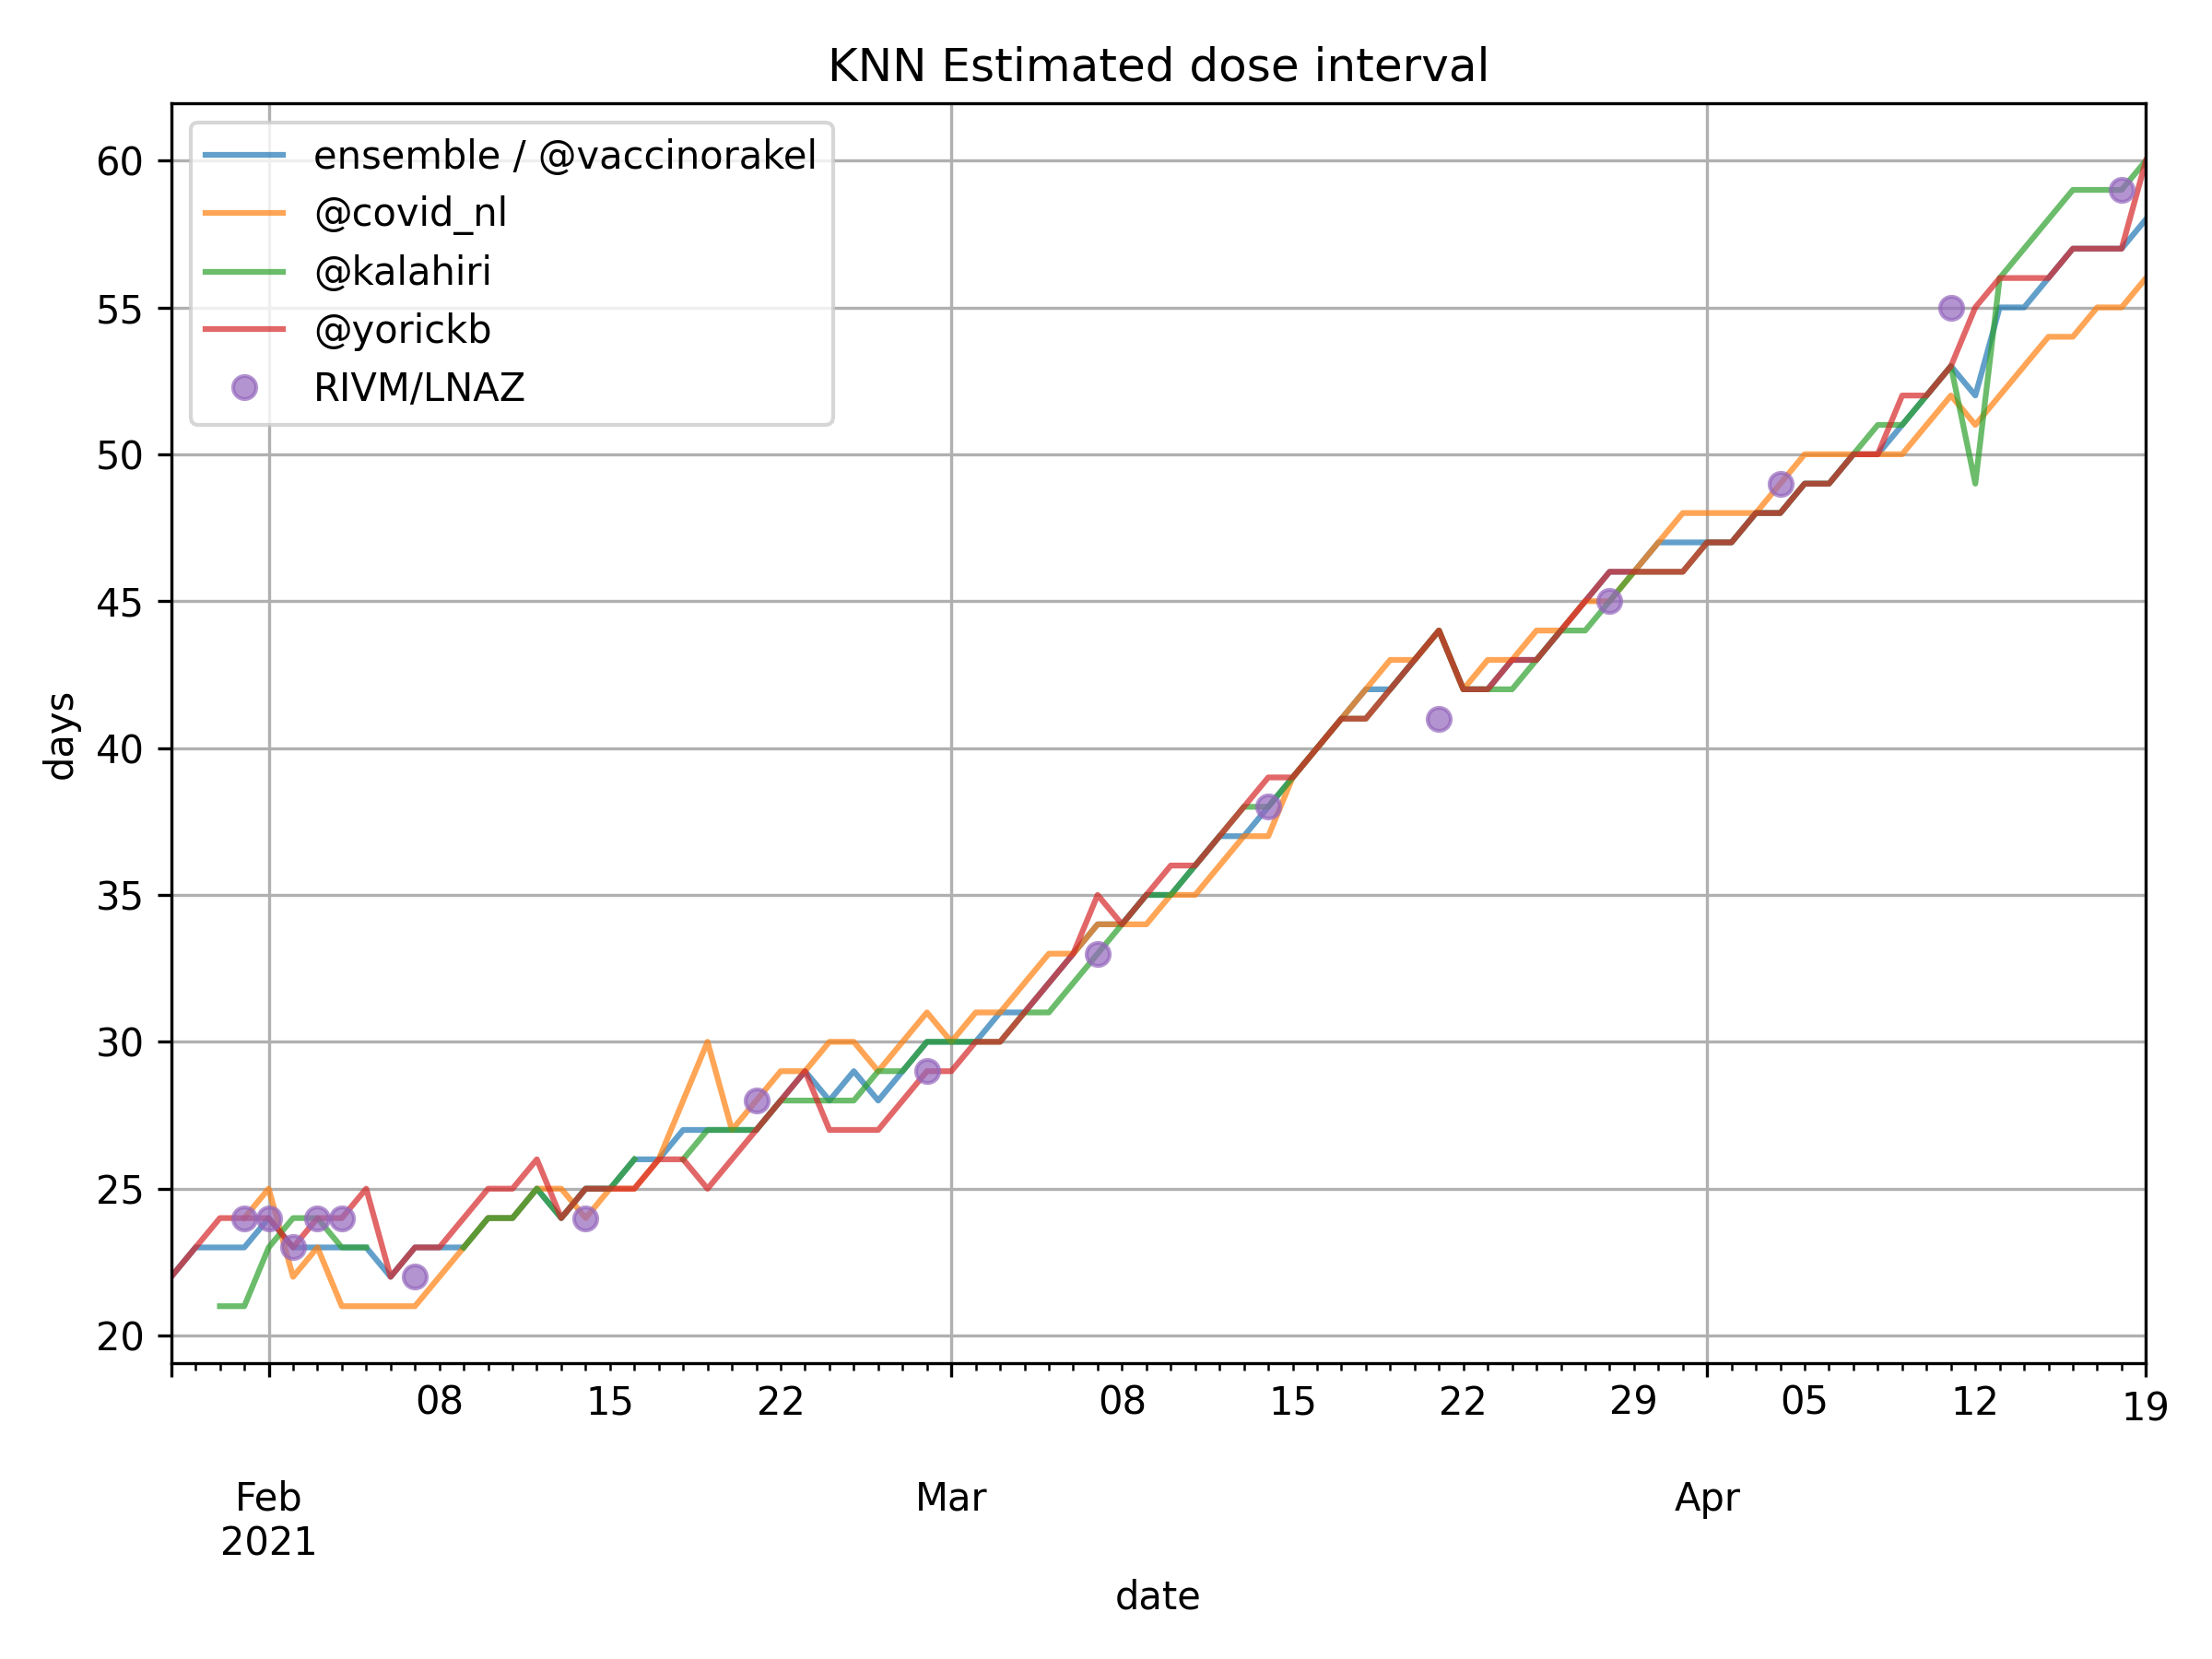 KNN Estimated dose interval
ensemble / @vaccinorakel
@covid_nl
@kalahiri
@yorickb
RIVM/LNAZ
60
55
50
45
40
35
30
25
20
days
08 15 22 08 15 22 29 05 12 19
Feb Mar Apr
2021
date